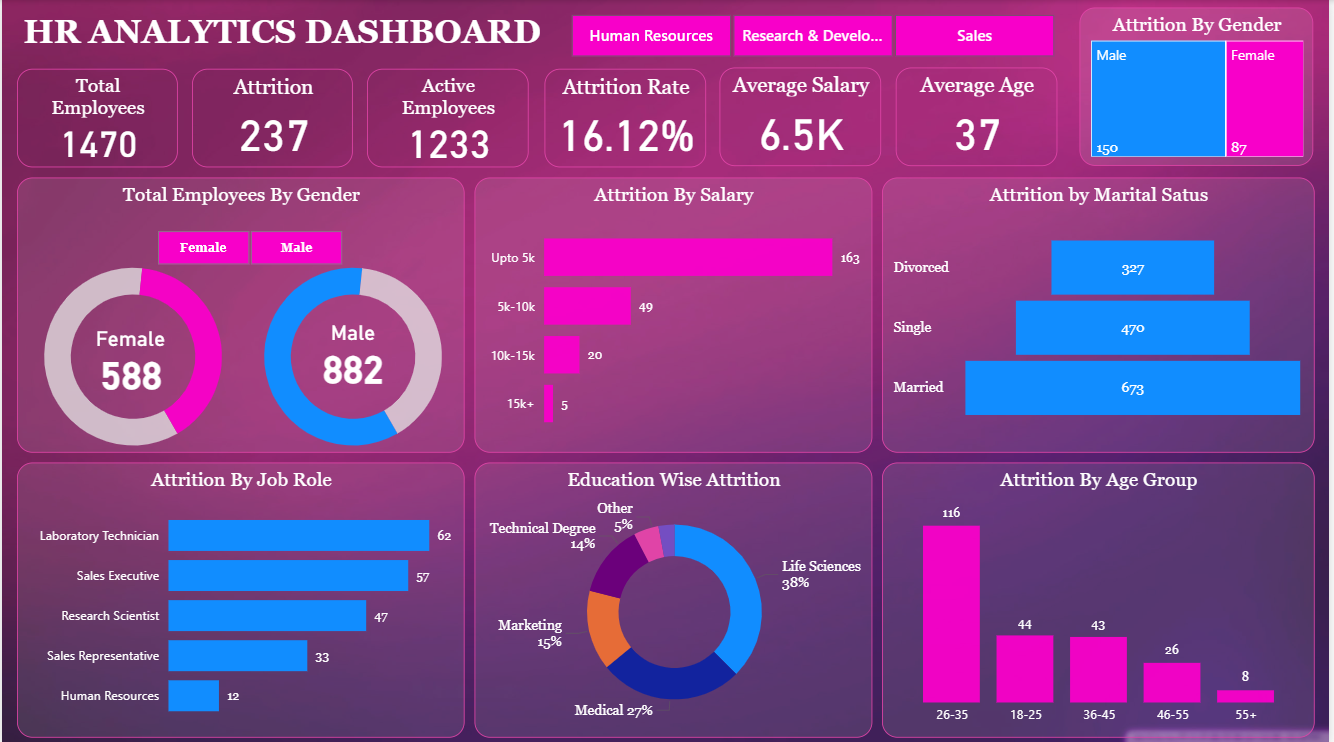 HR ANALYTICS DASHBOARD
Human Resources
Research & Develo...
Sales
Attrition By Gender
Male
150
Female
87
Total
Employees
1470
Attrition
237
Active
Employees
1233
Attrition Rate
16.12%
Average Salary
6.5K
Average Age
37
Total Employees By Gender
Female
Male
Female
588
Male
882
Attrition By Salary
Upto 5k
163
5k-10k
49
10k-15k
20
15k+
5
Attrition by Marital Satus
Divorced
327
Single
470
Married
673
Attrition By Job Role
Laboratory Technician
62
Sales Executive
57
Research Scientist
47
Sales Representative
33
Human Resources
12
Education Wise Attrition
Other
5%
Technical Degree
14%
Life Sciences
38%
Marketing
15%
Medical 27%
Attrition By Age Group
116
44
43
26
8
26-35
18-25
36-45
46-55
55+